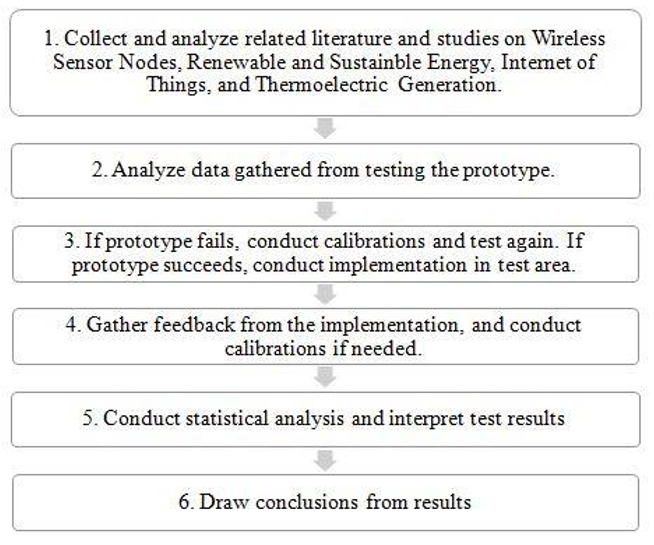 1. Collect and analyze related literature and studies on Wireless
Sensor Nodes, Renewable and Sustainble Energy, Internet of
Things, and Thermoelectric Generation.
2. Analyze data gathered from testing the prototype.
3. If prototype fails, conduct calibrations and test again. If
prototype succeeds, conduct implementation in test area.
4. Gather feedback from the implementation, and conduct
calibrations if needed.
5. Conduct statistical analysis and interpret test results
6. Draw conclusions from results